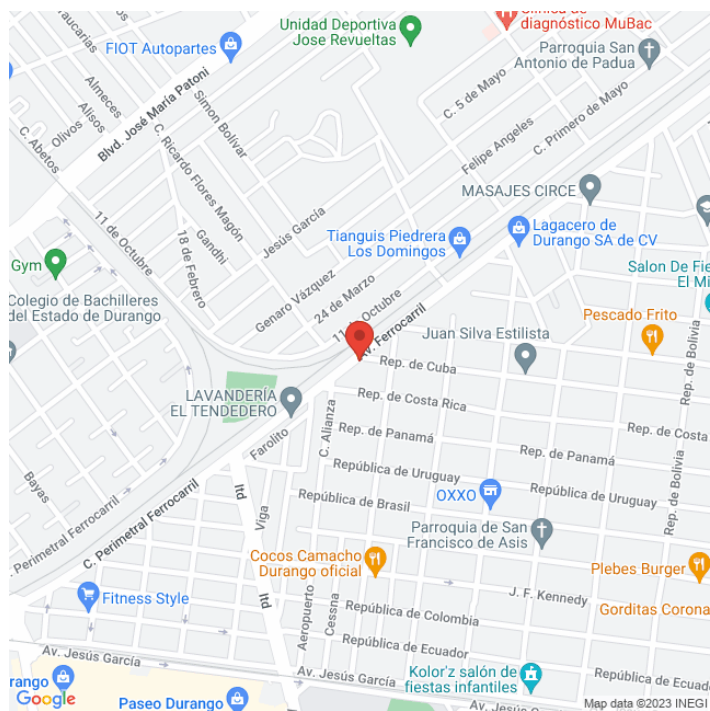 Clínica de
diagnóstico MuBac
Unidad Deportiva
Jose Revueltas
FIOT Autopartes
Parroquia San
Antonio de Padua
Almeces
Alisos
Olivos
C. Abetos
Blvd. José María Patoni
Simon Bolívar
C. Ricardo Flores Magón
C. 5 de Mayo
Felipe Angeles
C. Primero de Mayo
MASAJES CIRCE
11 de Octubre
18 de Febrero
Gandhi
Jesús García
Tianguis Piedrera
Los Domingos
Lagacero de
Durango SA de CV
Gym
Genaro Vázquez
24 de Marzo
11 de Octubre
Salon De Fie
El Mi
Colegio de Bachilleres
del Estado de Durango
Av. Ferrocarril
Juan Silva Estilista
Pescado Frito
Rep. de Bolivia
Rep. de Cuba
LAVANDERÍA
EL TENDEDERO
Rep. de Costa Rica
Rep. de Costa
Farolito
C. Alianza
Rep. de Panamá
Rep. de Panamá
Bayas
República de Uruguay
República de Uruguay
Itd
Viga
República de Brasil
OXXO
Rep. de Bolivia
C. Perimetral Ferrocarril
. Perimetral Ferrocarril
Parroquia de San
Francisco de Asis
Cocos Camacho
Durango oficial
Plebes Burger
Fitness Style
Itd
Aeropuerto
Cessna
J. F. Kennedy
Gorditas Corona
República de Colombia
República de Ecuador
Av. Jesús García
Av. Jesús García
Kolor'z salón de
fiestas infantiles
República de Ecu
rango
Paseo Durango
Google
Map data ©2023 INEGI